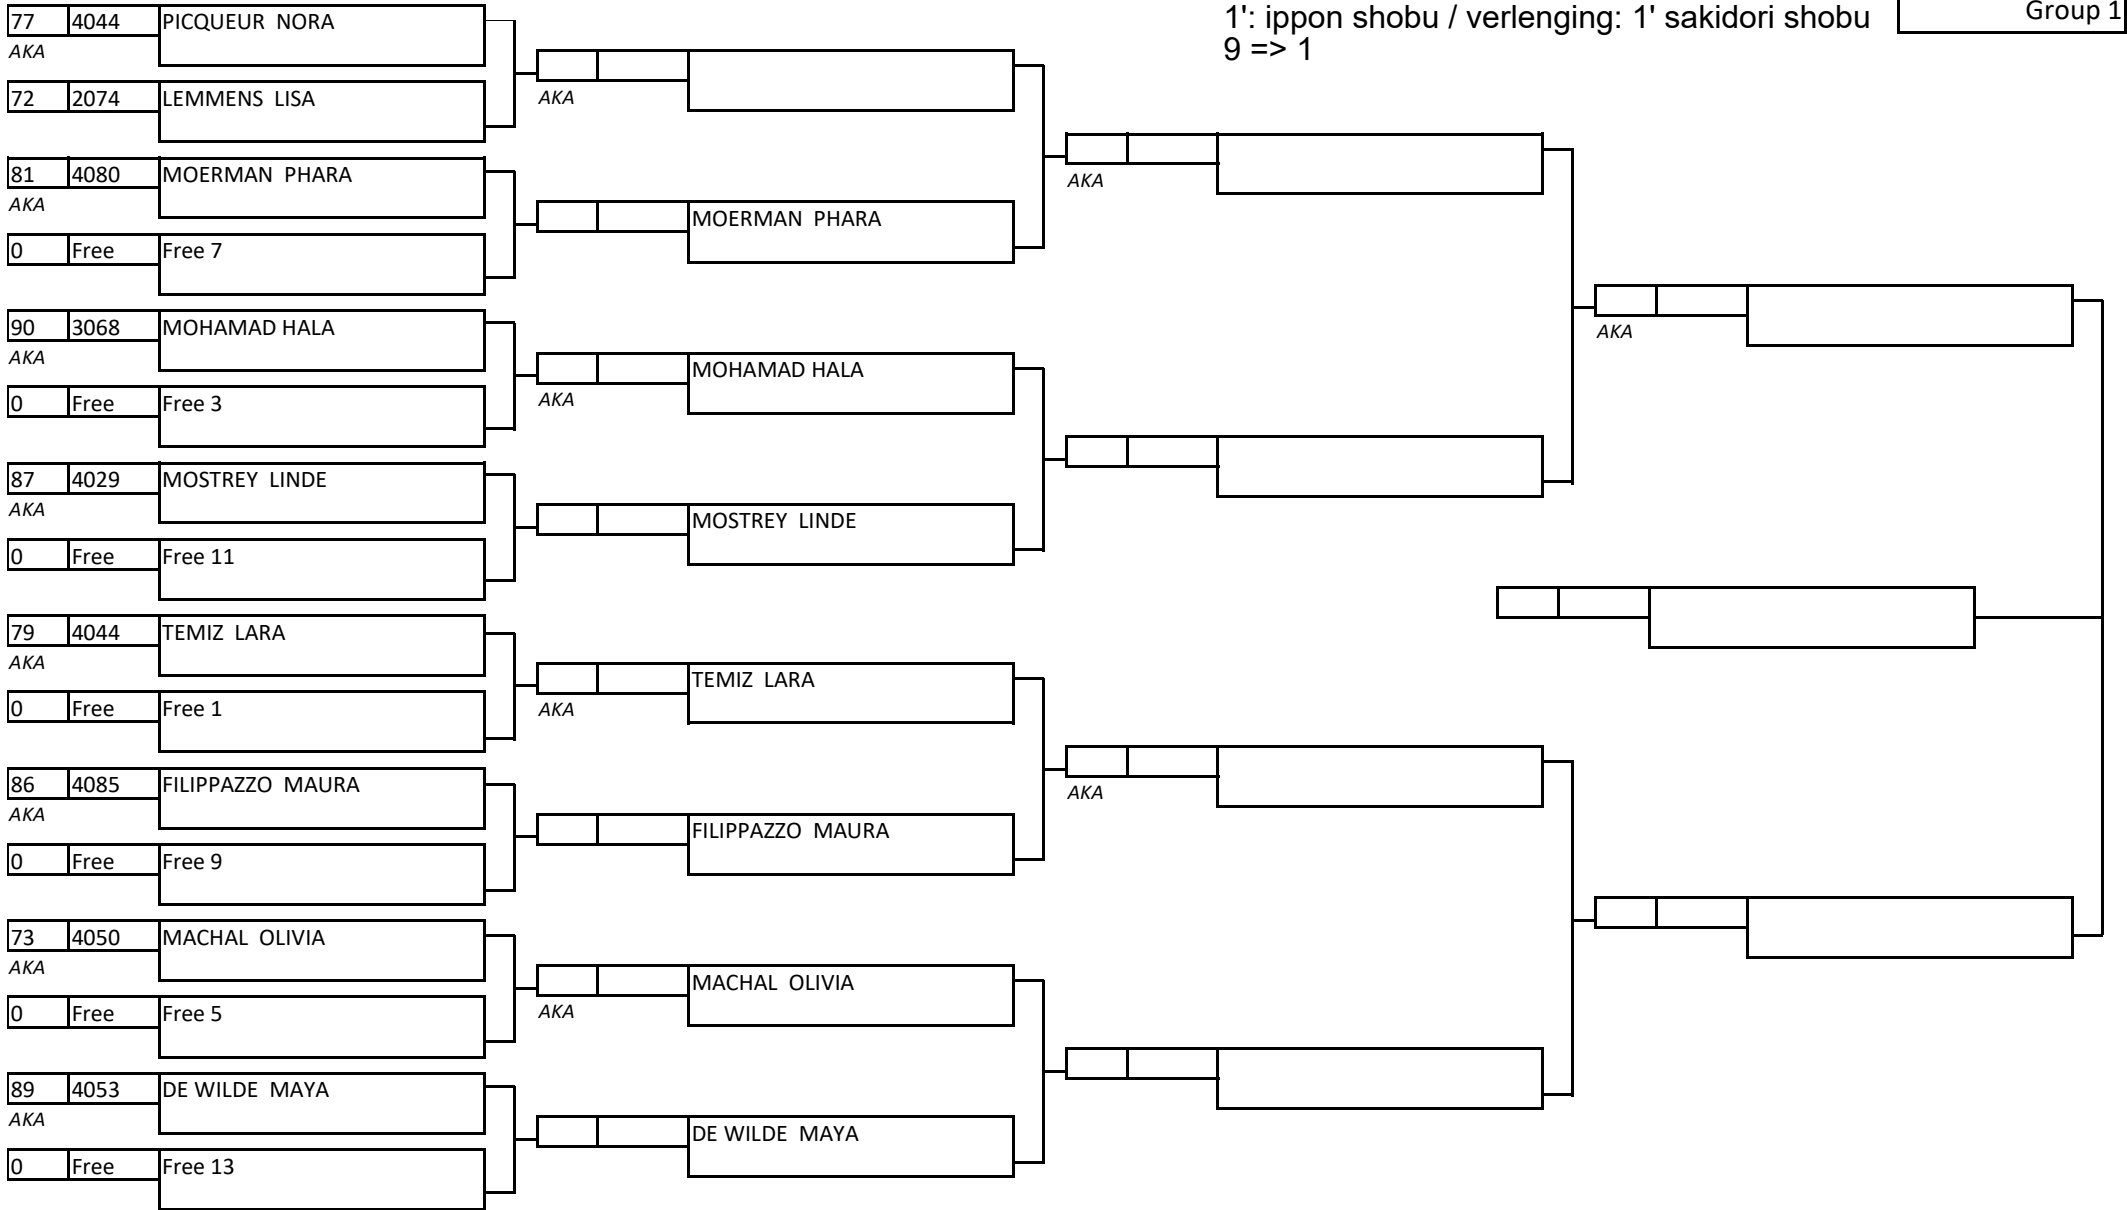 1': ippon shobu / verlenging: 1' sakidori shobu
9 => 1
Group 1
77 4044 PICQUEUR NORA
AKA
72 2074 LEMMENS LISA
81 4080 MOERMAN PHARA
AKA
0 Free Free 7
90 3068 MOHAMAD HALA
AKA
0 Free Free 3
87 4029 MOSTREY LINDE
AKA
0 Free Free 11
79 4044 TEMIZ LARA
AKA
0 Free Free 1
86 4085 FILIPPAZZO MAURA
AKA
0 Free Free 9
73 4050 MACHAL OLIVIA
AKA
0 Free Free 5
89 4053 DE WILDE MAYA
AKA
0 Free Free 13
AKA
MOERMAN PHARA
MOHAMAD HALA
AKA
MOSTREY LINDE
TEMIZ LARA
AKA
FILIPPAZZO MAURA
MACHAL OLIVIA
AKA
DE WILDE MAYA
AKA
AKA
AKA